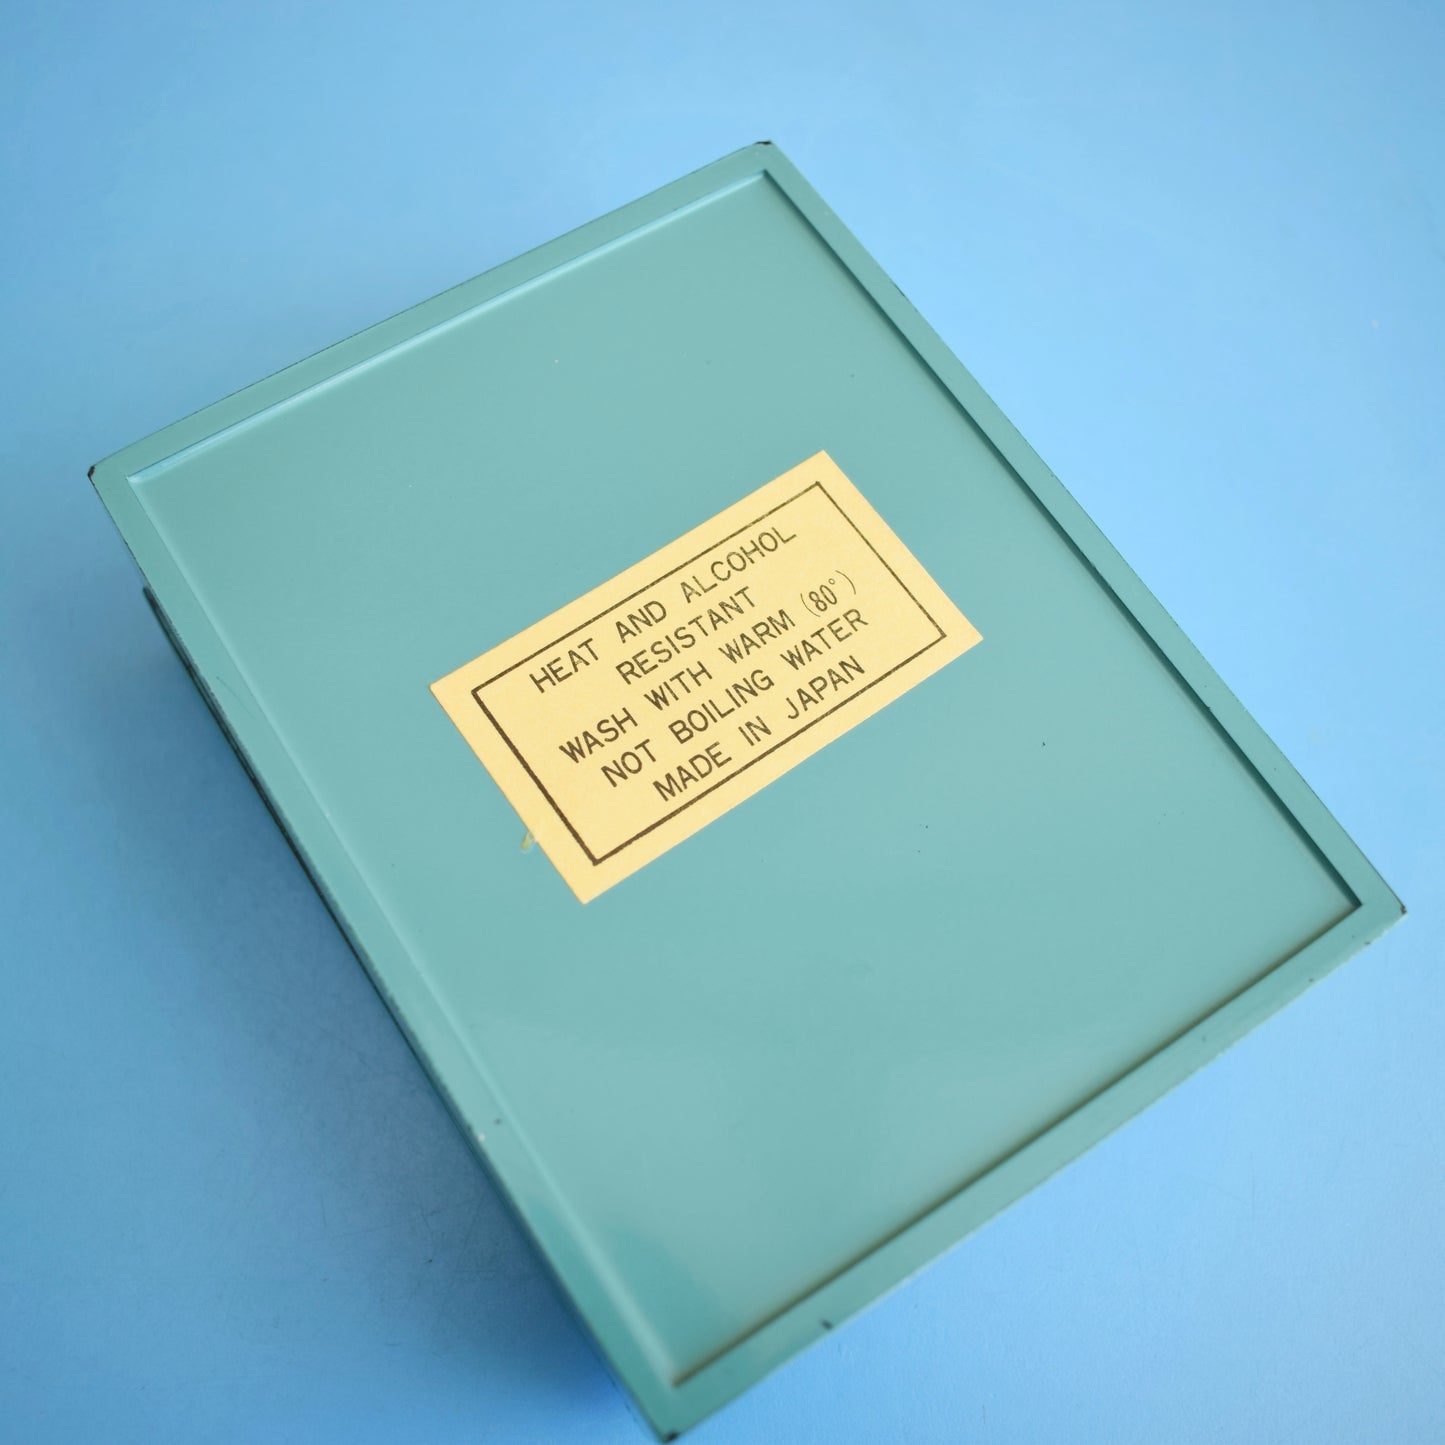 HEAT AND ALCOHOL
RESISTANT
WASH WITH WARM (80°)
NOT BOILING WATER
MADE IN JAPAN